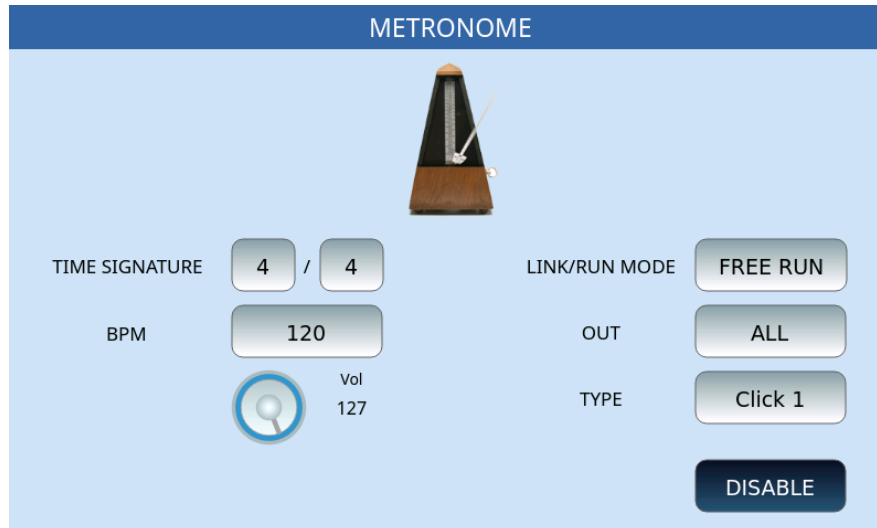 METRONOME
TIME SIGNATURE 4 / 4
LINK/RUN MODE FREE RUN
BPM 120
OUT ALL
Vol
127
TYPE Click 1
DISABLE